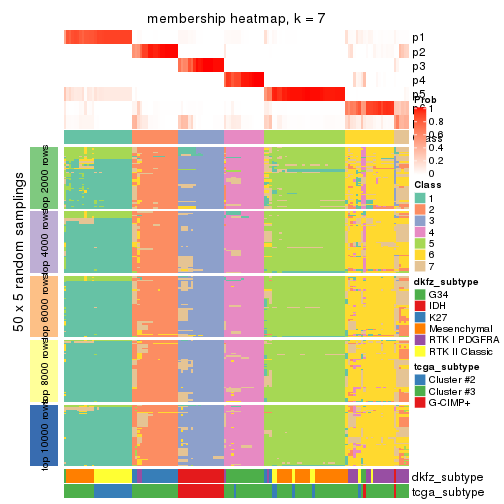 membership heatmap, k = 7
p1
p2
p3
p4
p5
Prob
1
0.8
0.6
0.4
0.2
0
Class
1
2
3
4
5
6
7
dkfz_subtype
G34
IDH
K27
Mesenchymal
RTK I PDGFRA
RTK II Classic
tcga_subtype
Cluster #2
Cluster #3
G-CIMP+
50 x 5 random samplings
top 2000 rows
top 4000 rows
top 6000 rows
top 8000 rows
top 10000 rows
dkfz_subtype
tcga_subtype